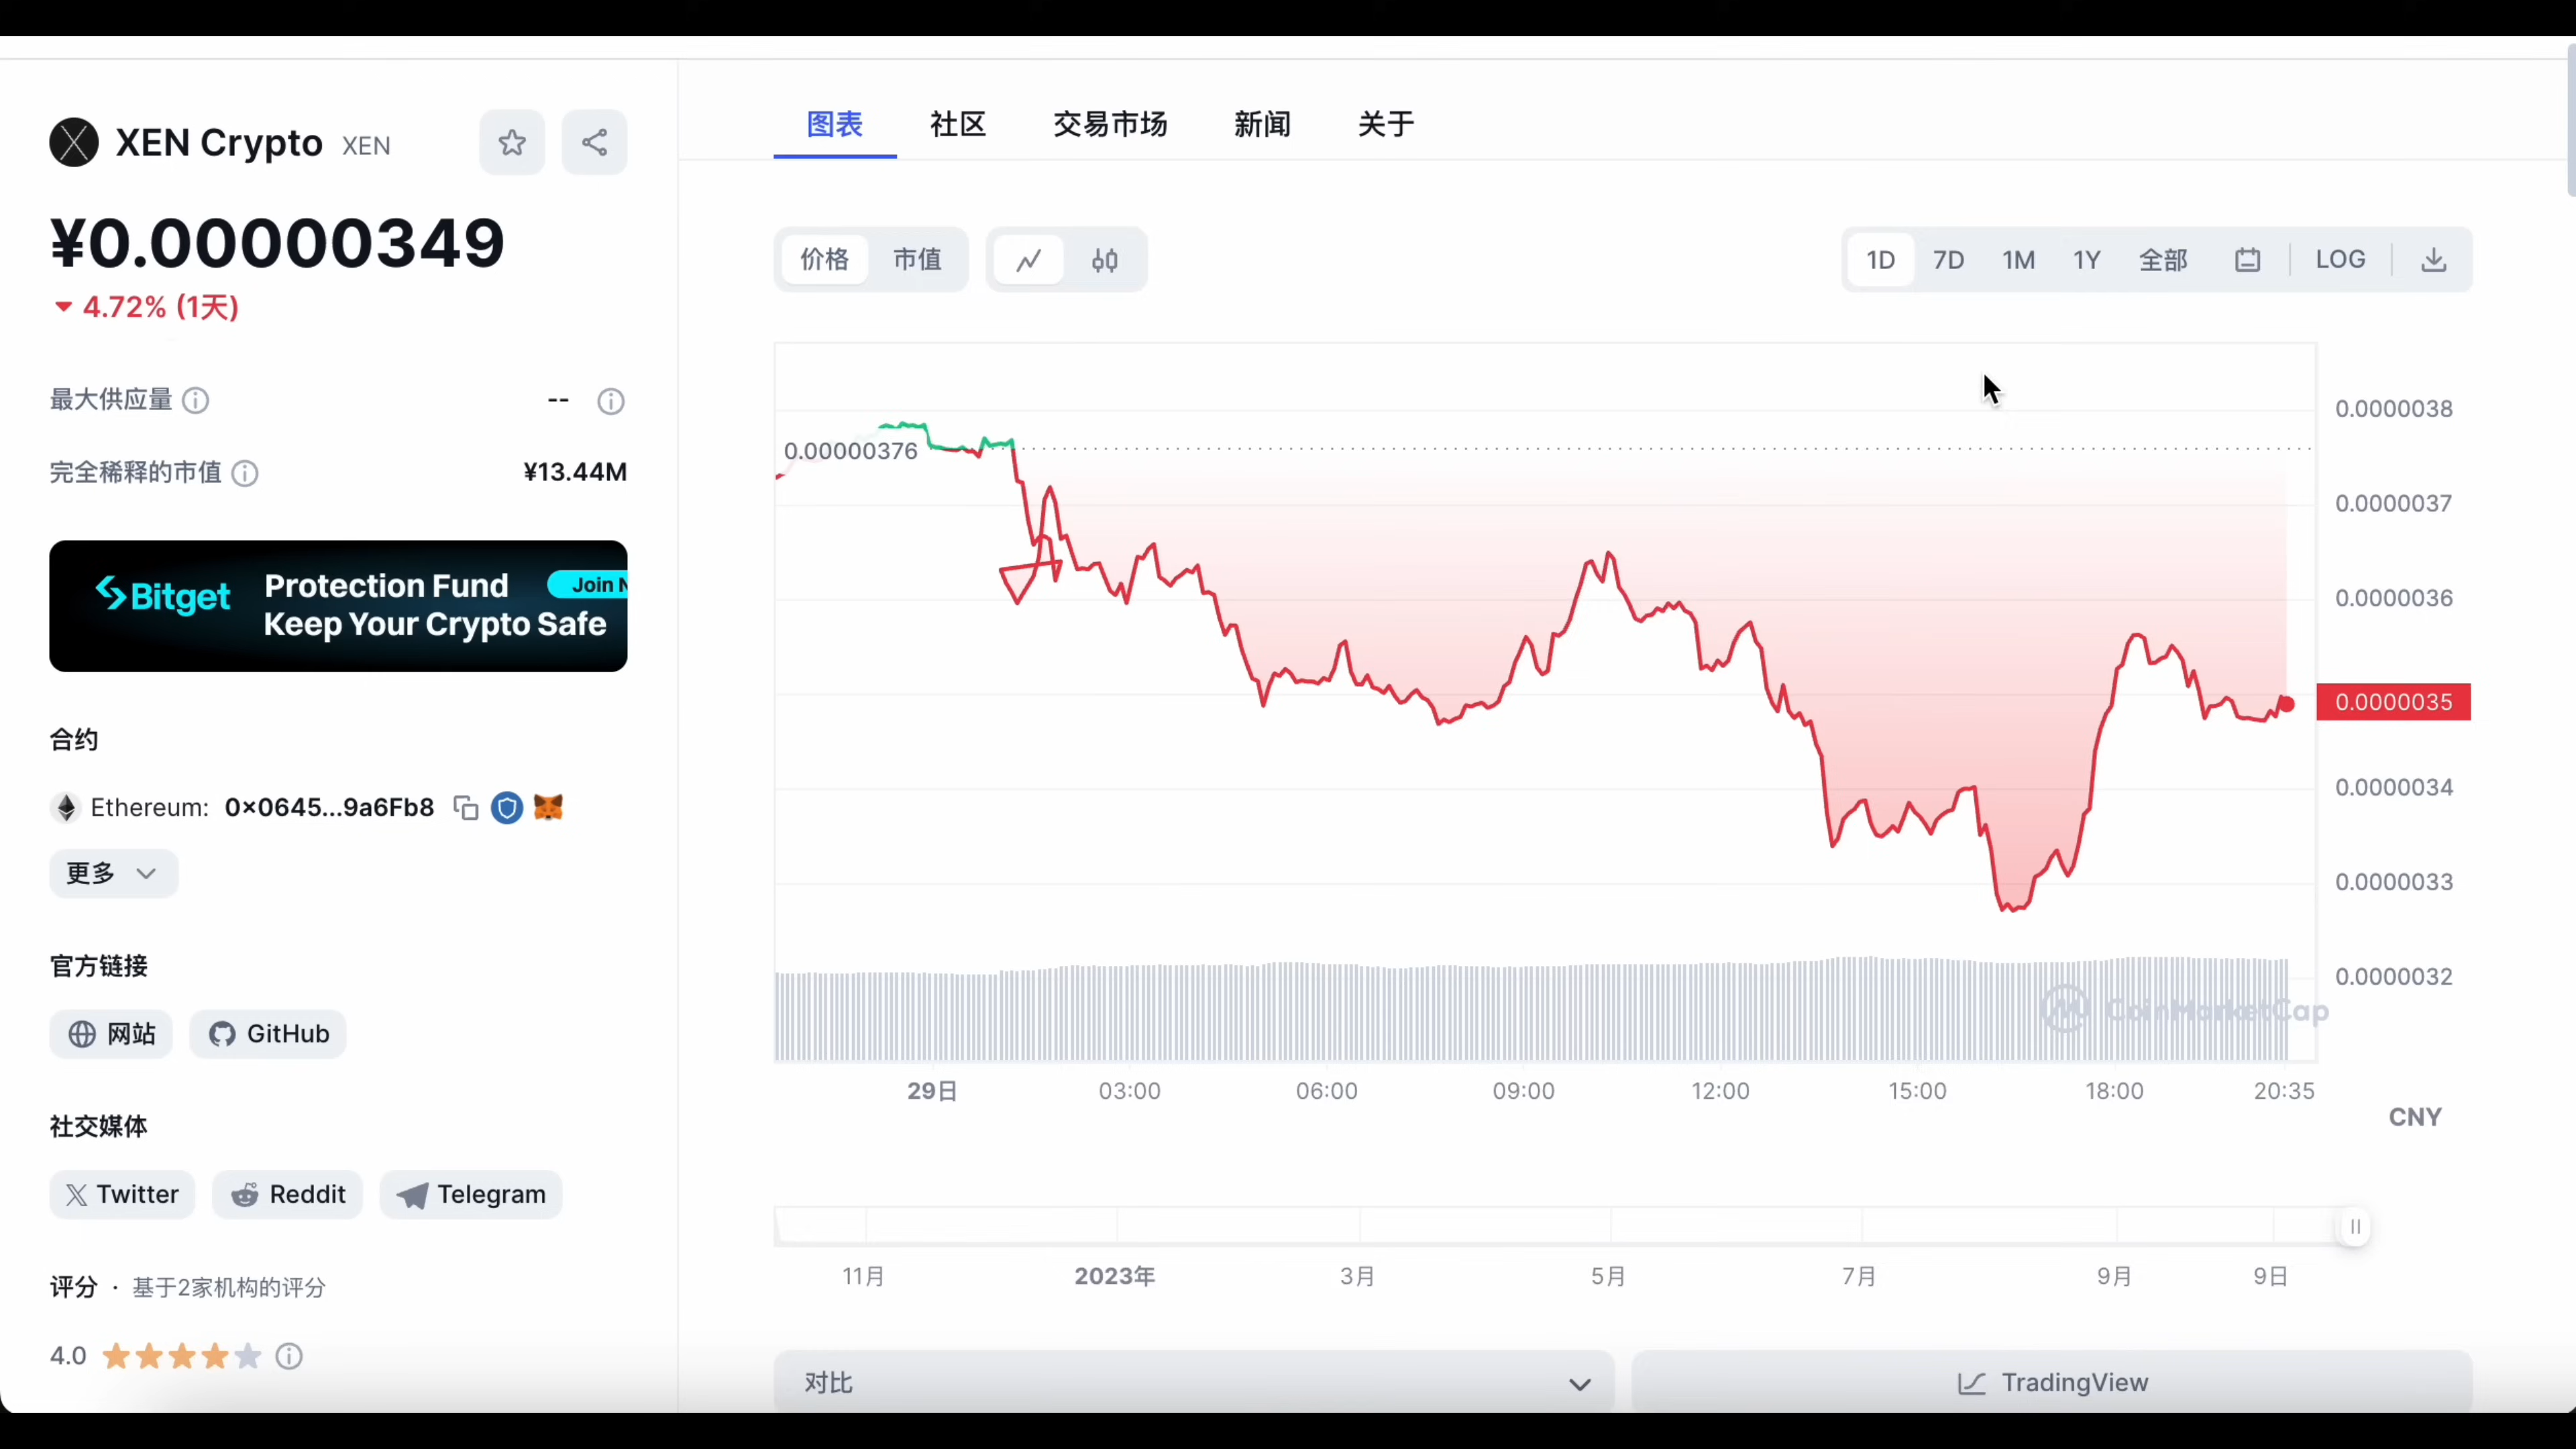 图表 社区 交易市场 新闻 关于
XEN Crypto XEN
¥0.00000349
4.72% (1天)
最大供应量 --
完全稀释的市值 ¥13.44M
Bitget Protection Fund
Keep Your Crypto Safe
Join N
合约
Ethereum: 0x0645...9a6Fb8
更多
官方链接
网站 GitHub
社交媒体
Twitter Reddit Telegram
评分 · 基于2家机构的评分
4.0
价格 市值
1D 7D 1M 1Y 全部 LOG
0.00000376
0.0000038
0.0000037
0.0000036
0.0000035
0.0000034
0.0000033
0.0000032
CoinMarketCap
29日 03:00 06:00 09:00 12:00 15:00 18:00 20:35
CNY
11月 2023年 3月 5月 7月 9月 9日
对比
TradingView